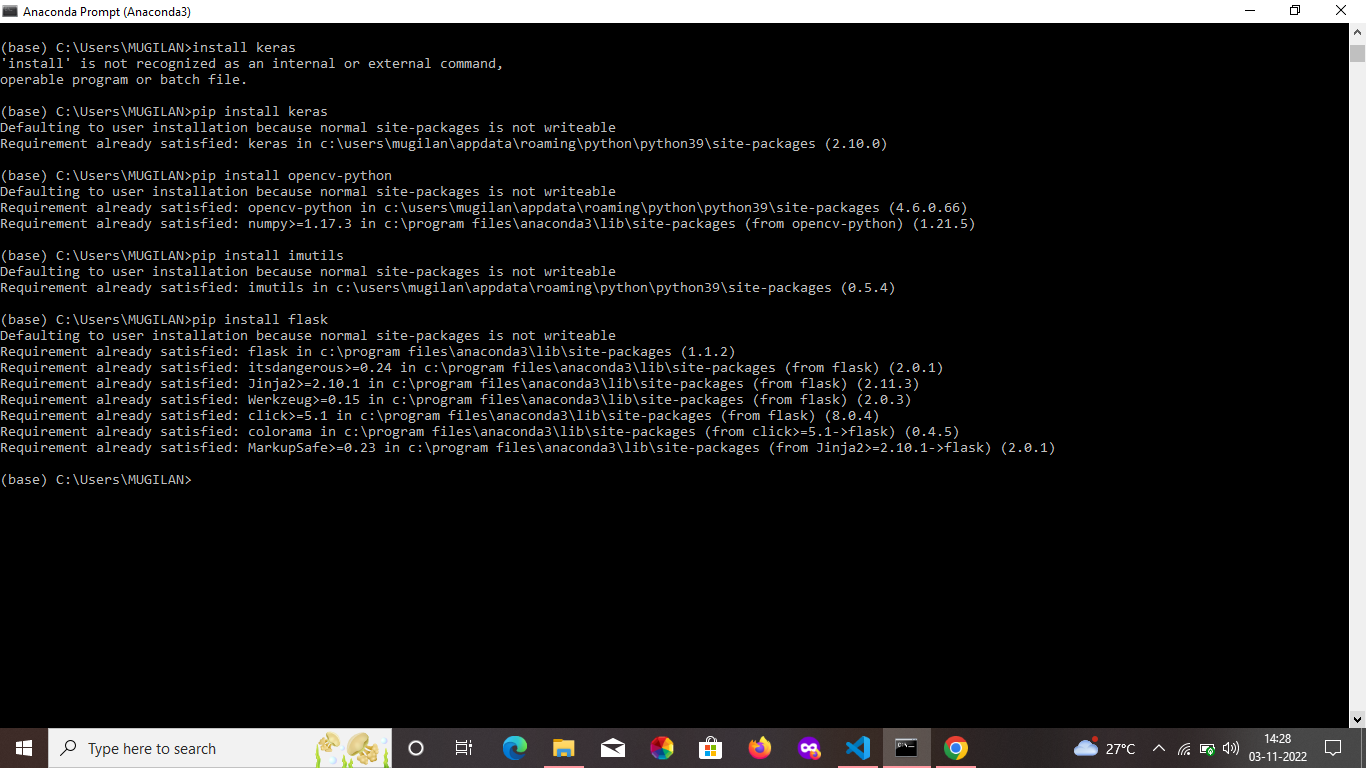 Anaconda Prompt (Anaconda3)
(base) C:\Users\MUGILAN>install keras
'install' is not recognized as an internal or external command,
operable program or batch file.
(base) C:\Users\MUGILAN>pip install keras
Defaulting to user installation because normal site-packages is not writeable
Requirement already satisfied: keras in c:\users\mugilan\appdata\roaming\python\python39\site-packages (2.10.0)
(base) C:\Users\MUGILAN>pip install opencv-python
Defaulting to user installation because normal site-packages is not writeable
Requirement already satisfied: opencv-python in c:\users\mugilan\appdata\roaming\python\python39\site-packages (4.6.0.66)
Requirement already satisfied: numpy>=1.17.3 in c:\program files\anaconda3\lib\site-packages (from opencv-python) (1.21.5)
(base) C:\Users\MUGILAN>pip install imutils
Defaulting to user installation because normal site-packages is not writeable
Requirement already satisfied: imutils in c:\users\mugilan\appdata\roaming\python\python39\site-packages (0.5.4)
(base) C:\Users\MUGILAN>pip install flask
Defaulting to user installation because normal site-packages is not writeable
Requirement already satisfied: flask in c:\program files\anaconda3\lib\site-packages (1.1.2)
Requirement already satisfied: itsdangerous>=0.24 in c:\program files\anaconda3\lib\site-packages (from flask) (2.0.1)
Requirement already satisfied: Jinja2>=2.10.1 in c:\program files\anaconda3\lib\site-packages (from flask) (2.11.3)
Requirement already satisfied: Werkzeug>=0.15 in c:\program files\anaconda3\lib\site-packages (from flask) (2.0.3)
Requirement already satisfied: click>=5.1 in c:\program files\anaconda3\lib\site-packages (from flask) (8.0.4)
Requirement already satisfied: colorama in c:\program files\anaconda3\lib\site-packages (from click>=5.1->flask) (0.4.5)
Requirement already satisfied: MarkupSafe>=0.23 in c:\program files\anaconda3\lib\site-packages (from Jinja2>=2.10.1->flask) (2.0.1)
(base) C:\Users\MUGILAN>
Type here to search
27°C
14:28
03-11-2022